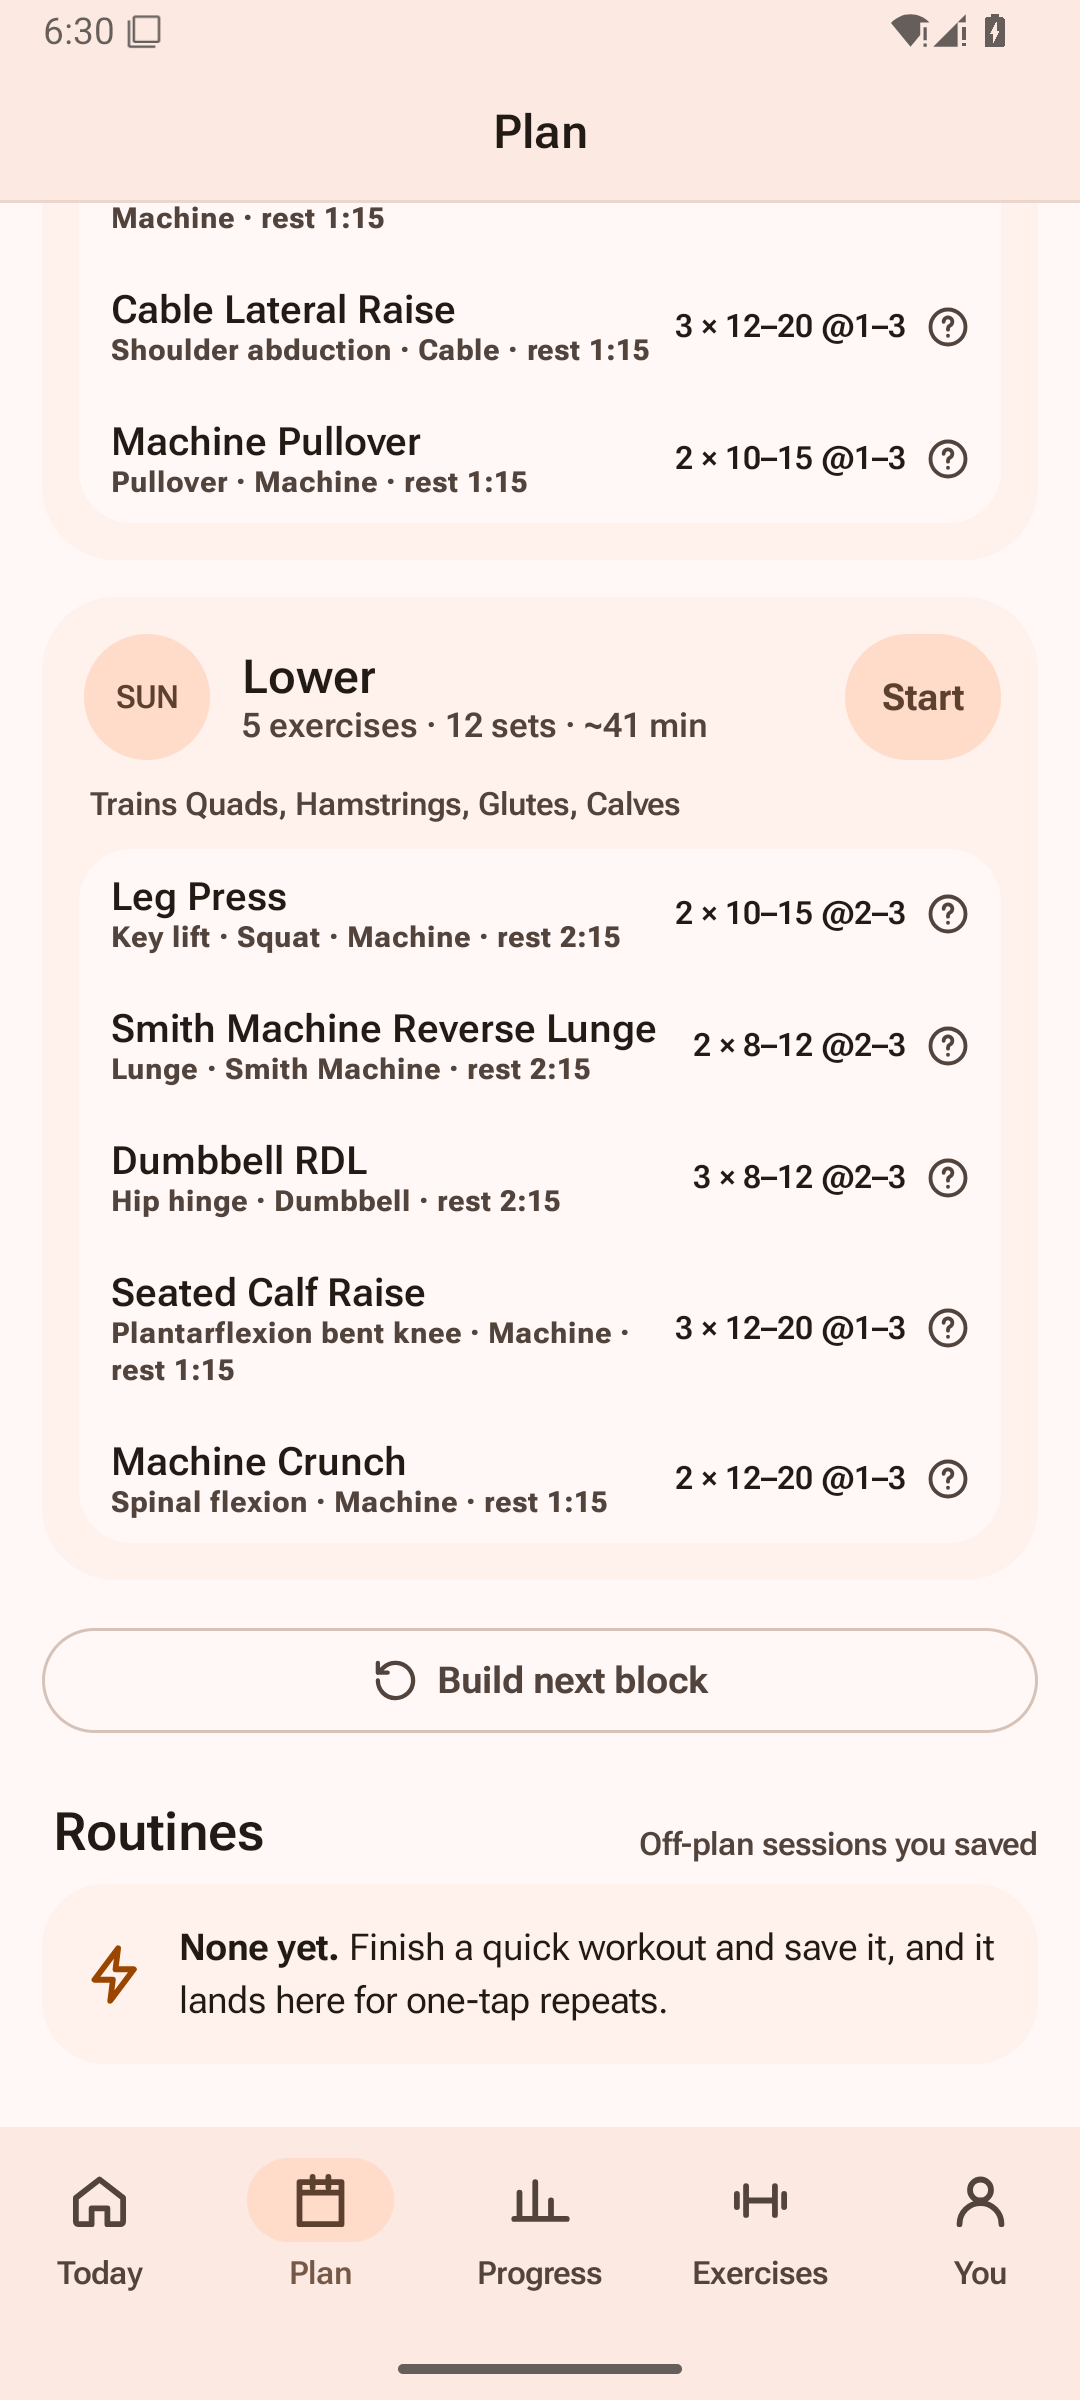 6:30
Plan
Machine · rest 1:15
Cable Lateral Raise
Shoulder abduction · Cable · rest 1:15
3 × 12–20 @1–3
Machine Pullover
Pullover · Machine · rest 1:15
2 × 10–15 @1–3
SUN
Lower
5 exercises · 12 sets · ~41 min
Start
Trains Quads, Hamstrings, Glutes, Calves
Leg Press
Key lift · Squat · Machine · rest 2:15
2 × 10–15 @2–3
Smith Machine Reverse Lunge
Lunge · Smith Machine · rest 2:15
2 × 8–12 @2–3
Dumbbell RDL
Hip hinge · Dumbbell · rest 2:15
3 × 8–12 @2–3
Seated Calf Raise
Plantarflexion bent knee · Machine ·
rest 1:15
3 × 12–20 @1–3
Machine Crunch
Spinal flexion · Machine · rest 1:15
2 × 12–20 @1–3
Build next block
Routines
Off-plan sessions you saved
None yet. Finish a quick workout and save it, and it
lands here for one-tap repeats.
Today
Plan
Progress
Exercises
You